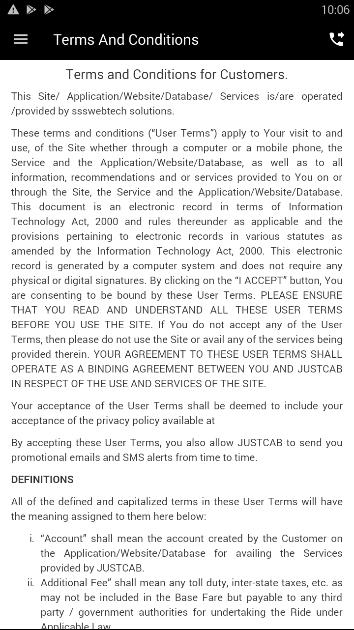 10:06
Terms And Conditions
Terms and Conditions for Customers.
This Site/ Application/Website/Database/ Services is/are operated
/provided by ssswebtech solutions.
These terms and conditions (“User Terms”) apply to Your visit to and
use, of the Site whether through a computer or a mobile phone, the
Service and the Application/Website/Database, as well as to all
information, recommendations and or services provided to You on or
through the Site, the Service and the Application/Website/Database.
This document is an electronic record in terms of Information
Technology Act, 2000 and rules thereunder as applicable and the
provisions pertaining to electronic records in various statutes as
amended by the Information Technology Act, 2000. This electronic
record is generated by a computer system and does not require any
physical or digital signatures. By clicking on the “I ACCEPT” button, You
are consenting to be bound by these User Terms. PLEASE ENSURE
THAT YOU READ AND UNDERSTAND ALL THESE USER TERMS
BEFORE YOU USE THE SITE. If You do not accept any of the User
Terms, then please do not use the Site or avail any of the services being
provided therein. YOUR AGREEMENT TO THESE USER TERMS SHALL
OPERATE AS A BINDING AGREEMENT BETWEEN YOU AND JUSTCAB
IN RESPECT OF THE USE AND SERVICES OF THE SITE.
Your acceptance of the User Terms shall be deemed to include your
acceptance of the privacy policy available at
By accepting these User Terms, you also allow JUSTCAB to send you
promotional emails and SMS alerts from time to time.
DEFINITIONS
All of the defined and capitalized terms in these User Terms will have
the meaning assigned to them here below:
i. “Account” shall mean the account created by the Customer on
the Application/Website/Database for availing the Services
provided by JUSTCAB.
ii. Additional Fee” shall mean any toll duty, inter-state taxes, etc. as
may not be included in the Base Fare but payable to any third
party / government authorities for undertaking the Ride under
Applicable Law.